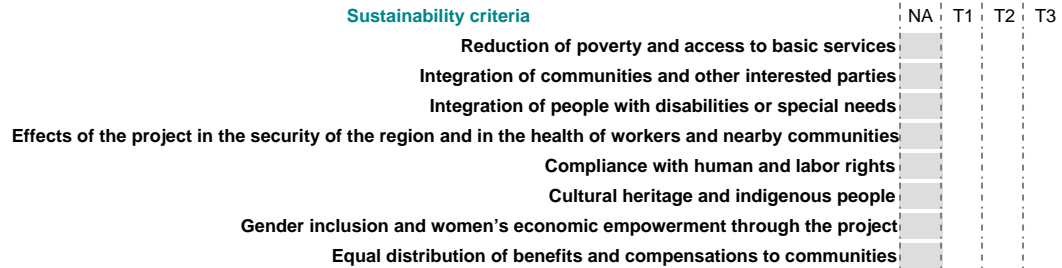 Sustainability criteria NA T1 T2 T3
Reduction of poverty and access to basic services
Integration of communities and other interested parties
Integration of people with disabilities or special needs
Effects of the project in the security of the region and in the health of workers and nearby communities
Compliance with human and labor rights
Cultural heritage and indigenous people
Gender inclusion and women’s economic empowerment through the project
Equal distribution of benefits and compensations to communities